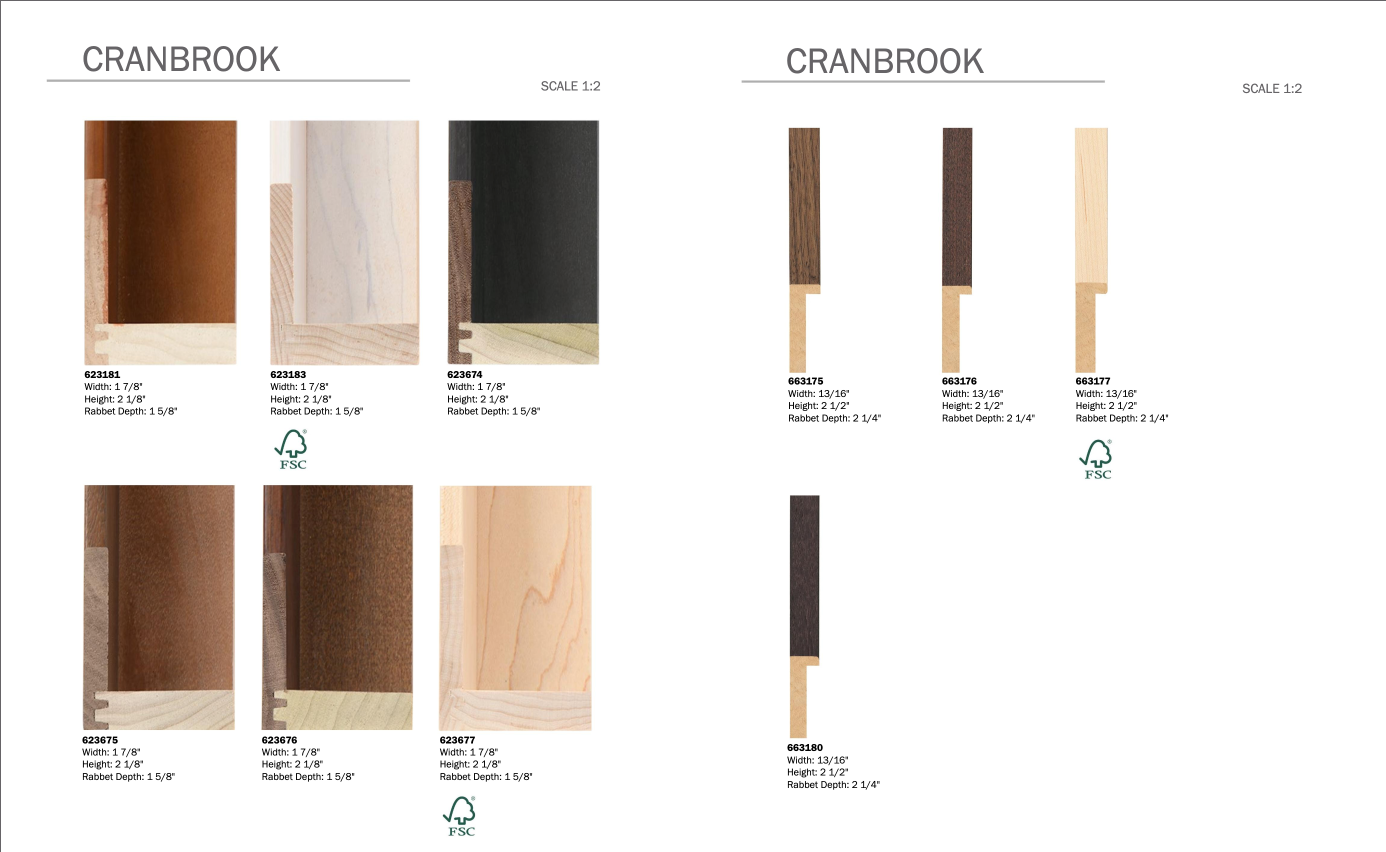 CRANBROOK
SCALE 1:2
623181
Width: 1 7/8"
Height: 2 1/8"
Rabbet Depth: 1 5/8"
623183
Width: 1 7/8"
Height: 2 1/8"
Rabbet Depth: 1 5/8"
FSC
®
623674
Width: 1 7/8"
Height: 2 1/8"
Rabbet Depth: 1 5/8"
623675
Width: 1 7/8"
Height: 2 1/8"
Rabbet Depth: 1 5/8"
623676
Width: 1 7/8"
Height: 2 1/8"
Rabbet Depth: 1 5/8"
623677
Width: 1 7/8"
Height: 2 1/8"
Rabbet Depth: 1 5/8"
®
FSC
CRANBROOK
SCALE 1:2
663175
Width: 13/16"
Height: 2 1/2"
Rabbet Depth: 2 1/4"
663176
Width: 13/16"
Height: 2 1/2"
Rabbet Depth: 2 1/4"
663177
Width: 13/16"
Height: 2 1/2"
Rabbet Depth: 2 1/4"
®
FSC
663180
Width: 13/16"
Height: 2 1/2"
Rabbet Depth: 2 1/4"